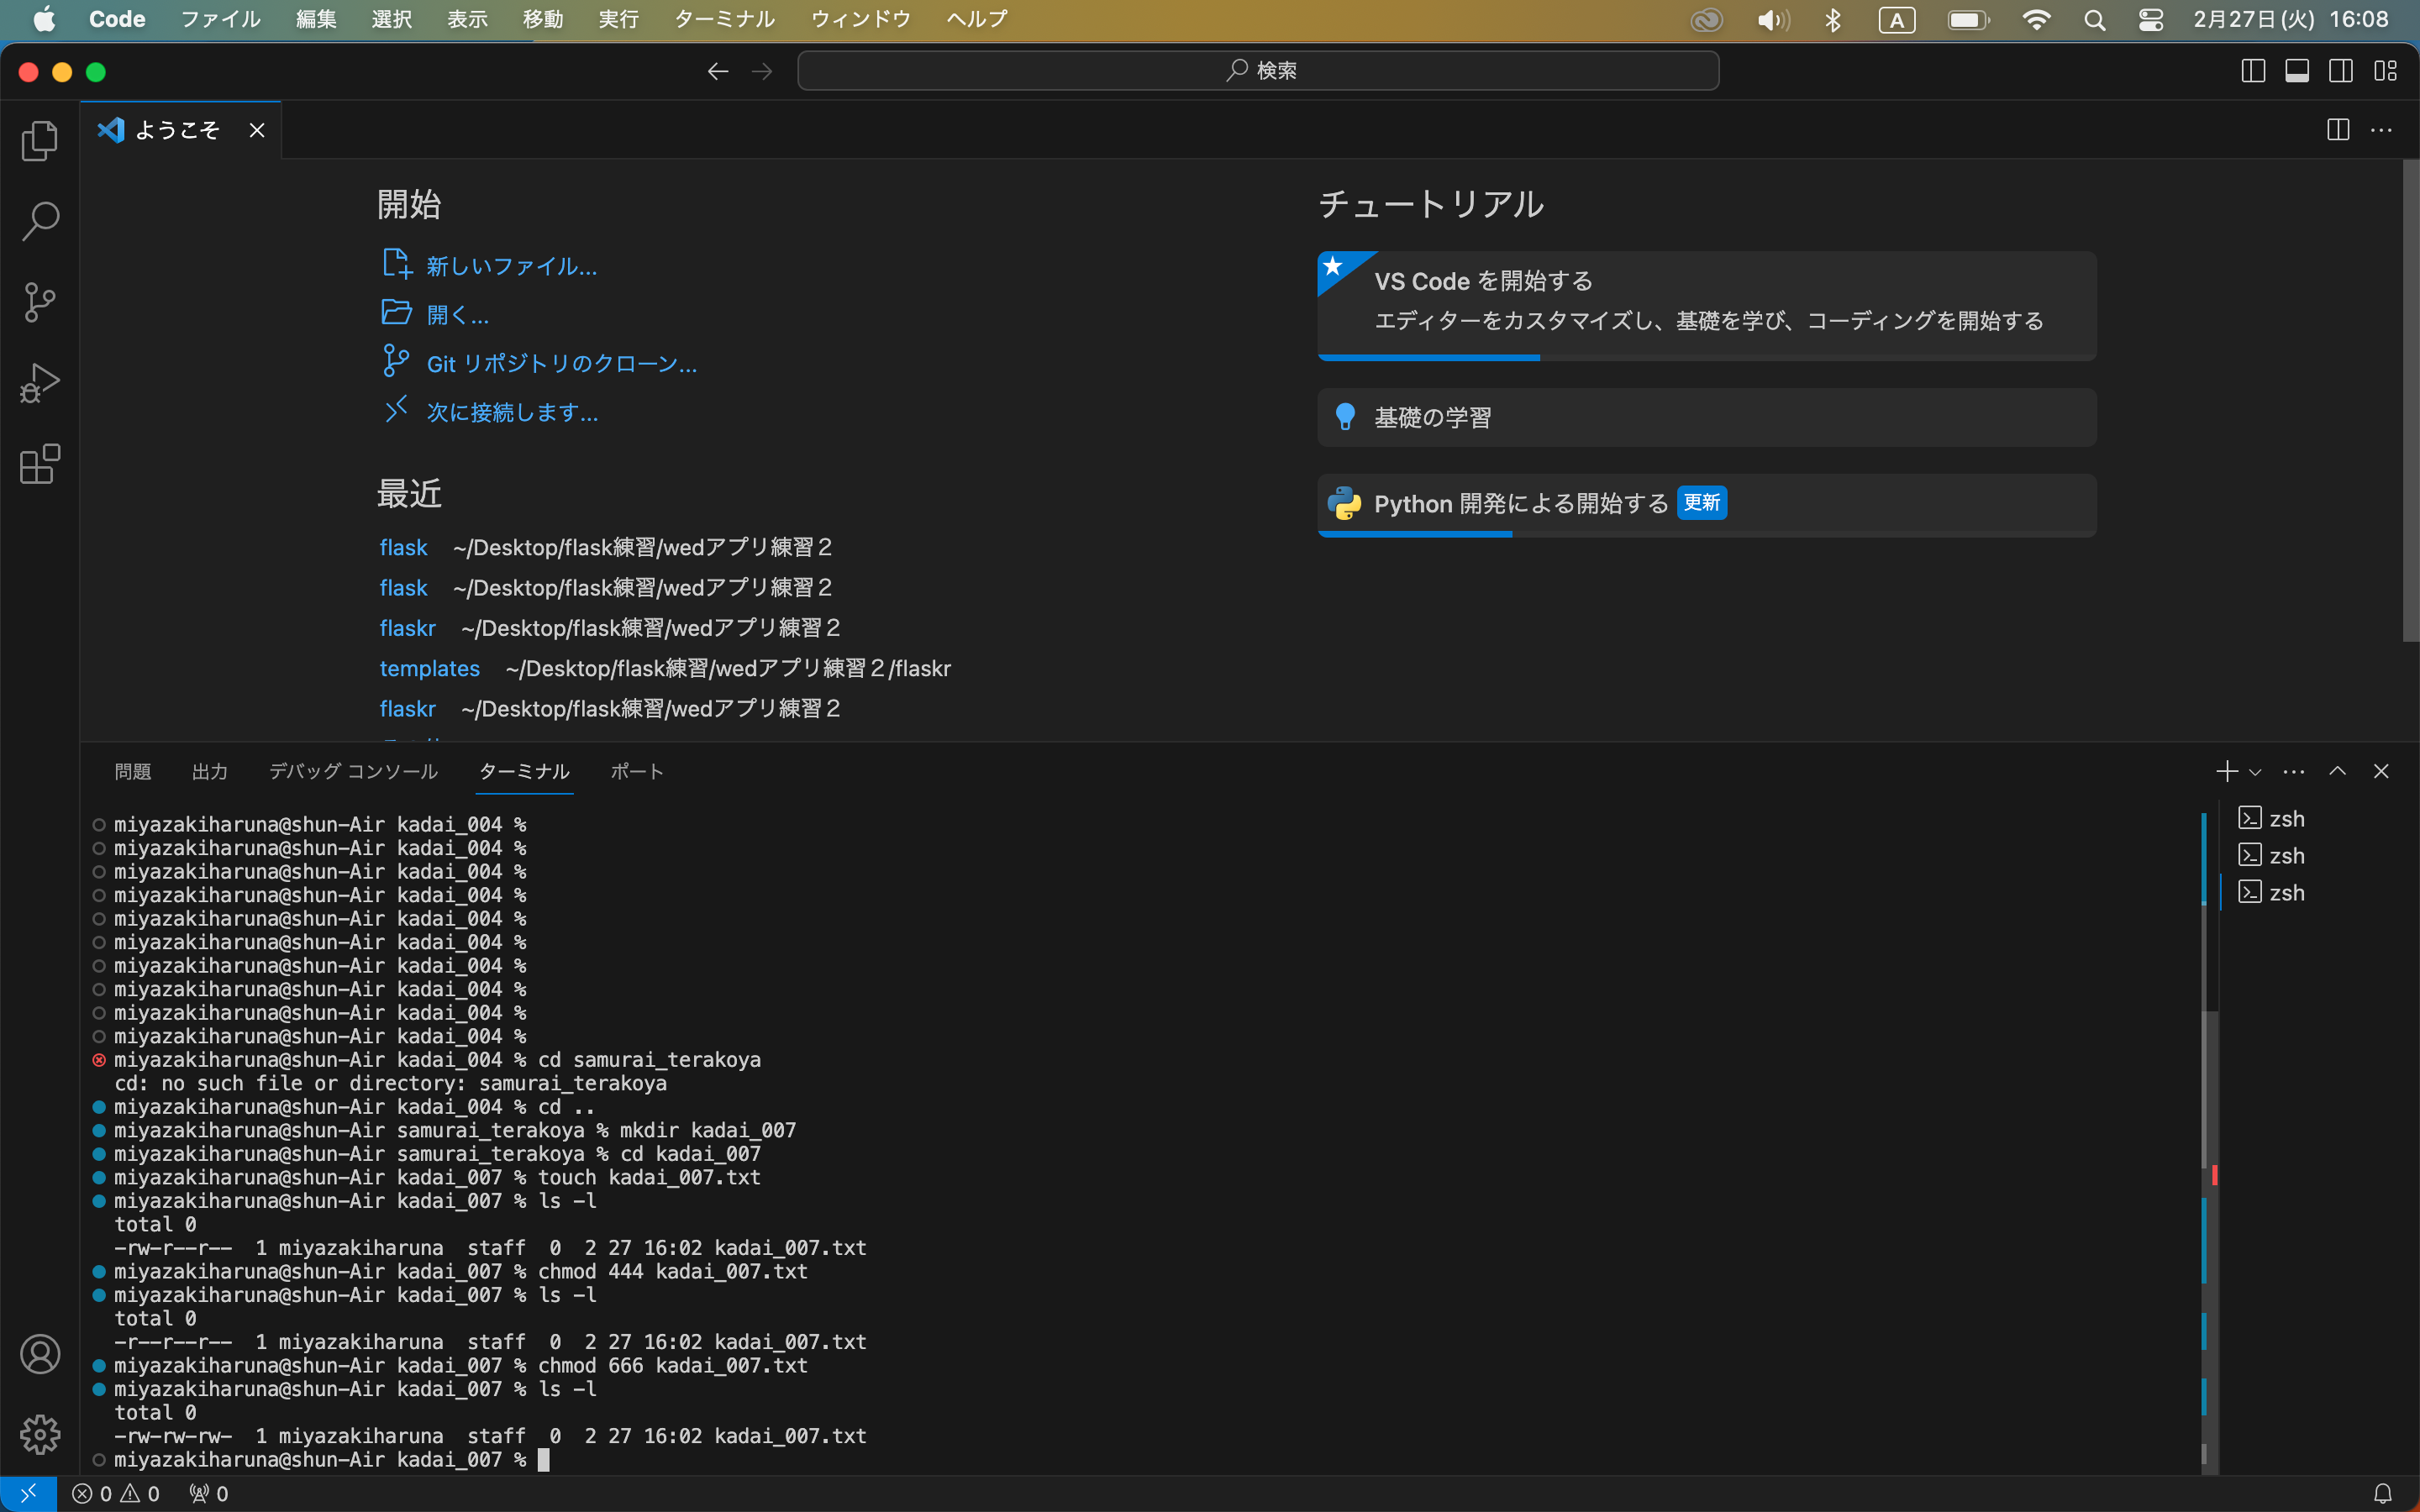 Code ファイル 編集 選択 表示 移動 実行 ターミナル ウィンドウ ヘルプ A 2月27日(火) 16:08
検索
ようこそ
開始
新しいファイル...
開く...
Git リポジトリのクローン...
次に接続します...
最近
flask ~/Desktop/flask練習/wedアプリ練習２
flask ~/Desktop/flask練習/wedアプリ練習２
flaskr ~/Desktop/flask練習/wedアプリ練習２
templates ~/Desktop/flask練習/wedアプリ練習２/flaskr
flaskr ~/Desktop/flask練習/wedアプリ練習２
チュートリアル
VS Code を開始する
エディターをカスタマイズし、基礎を学び、コーディングを開始する
基礎の学習
Python 開発による開始する 更新
問題 出力 デバッグ コンソール ターミナル ポート
miyazakiharuna@shun-Air kadai_004 %
miyazakiharuna@shun-Air kadai_004 %
miyazakiharuna@shun-Air kadai_004 %
miyazakiharuna@shun-Air kadai_004 %
miyazakiharuna@shun-Air kadai_004 %
miyazakiharuna@shun-Air kadai_004 %
miyazakiharuna@shun-Air kadai_004 %
miyazakiharuna@shun-Air kadai_004 %
miyazakiharuna@shun-Air kadai_004 %
miyazakiharuna@shun-Air kadai_004 %
miyazakiharuna@shun-Air kadai_004 % cd samurai_terakoya
cd: no such file or directory: samurai_terakoya
miyazakiharuna@shun-Air kadai_004 % cd ..
miyazakiharuna@shun-Air samurai_terakoya % mkdir kadai_007
miyazakiharuna@shun-Air samurai_terakoya % cd kadai_007
miyazakiharuna@shun-Air kadai_007 % touch kadai_007.txt
miyazakiharuna@shun-Air kadai_007 % ls -l
total 0
-rw-r--r--  1 miyazakiharuna  staff  0  2 27 16:02 kadai_007.txt
miyazakiharuna@shun-Air kadai_007 % chmod 444 kadai_007.txt
miyazakiharuna@shun-Air kadai_007 % ls -l
total 0
-r--r--r--  1 miyazakiharuna  staff  0  2 27 16:02 kadai_007.txt
miyazakiharuna@shun-Air kadai_007 % chmod 666 kadai_007.txt
miyazakiharuna@shun-Air kadai_007 % ls -l
total 0
-rw-rw-rw-  1 miyazakiharuna  staff  0  2 27 16:02 kadai_007.txt
miyazakiharuna@shun-Air kadai_007 %
zsh
zsh
zsh
0 0 0